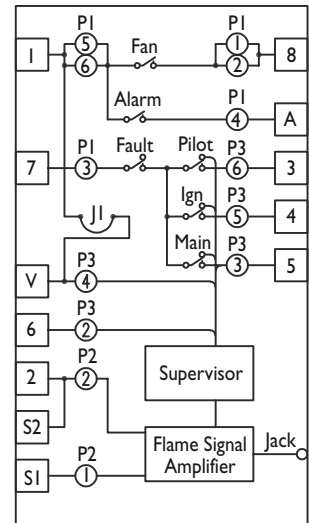 P1 P1
1 5 Fan 1 8
6 2
Alarm P1
4 A
P1 Fault Pilot P3
7 3 6 3
Ign P3
J1 5 4
Main P3
P3 3 5
V 4
P3
6 2
P2
2 2 Supervisor
S2
Flame Signal Jack
P2 Amplifier
S1 1